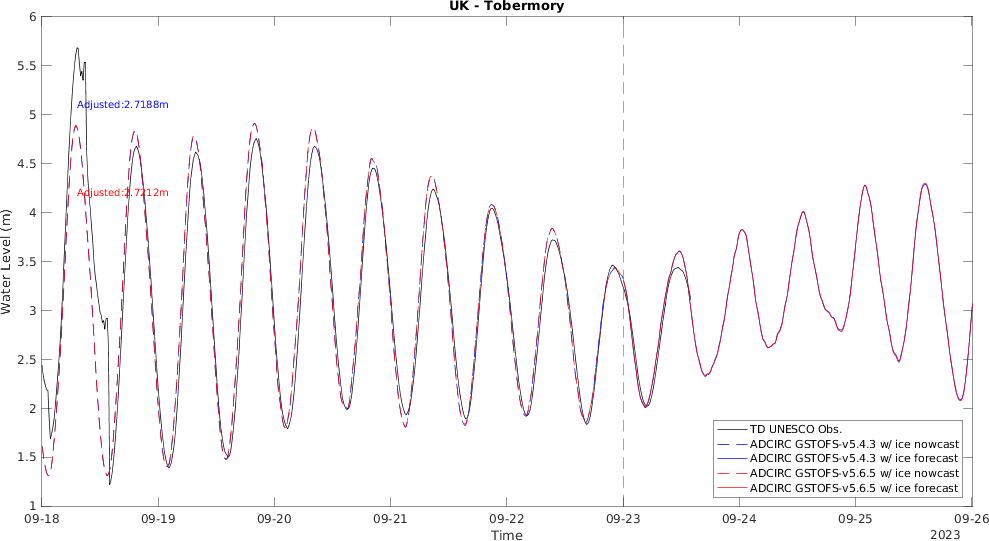 UK - Tobermory
6
5.5
5
4.5
4
3.5
3
2.5
2
1.5
1
Water Level (m)
Adjusted:2.7188m
Adjusted:2.7212m
TD UNESCO Obs.
ADCIRC GSTOFS-v5.4.3 w/ ice nowcast
ADCIRC GSTOFS-v5.4.3 w/ ice forecast
ADCIRC GSTOFS-v5.6.5 w/ ice nowcast
ADCIRC GSTOFS-v5.6.5 w/ ice forecast
09-18 09-19 09-20 09-21 09-22 09-23 09-24 09-25 09-26
Time
2023